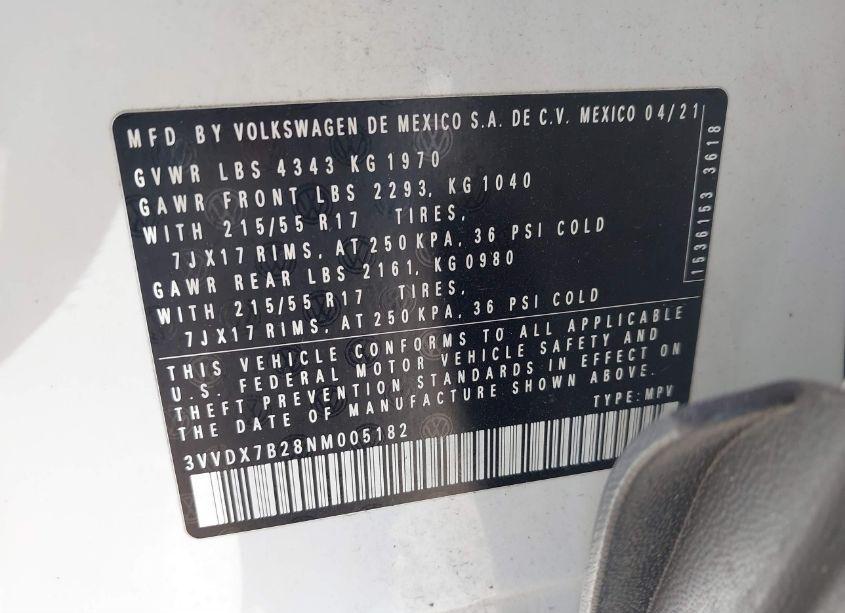 MFD BY VOLKSWAGEN DE MEXICO S.A. DE C.V. MEXICO 04/21
GVWR LBS 4343 KG 1970
GAWR FRONT LBS 2293, KG 1040
WITH 215/55 R17 TIRES,
7JX17 RIMS, AT 250 KPA, 36 PSI COLD
GAWR REAR LBS 2161, KG 0980
WITH 215/55 R17 TIRES,
7JX17 RIMS, AT 250 KPA, 36 PSI COLD
THIS VEHICLE CONFORMS TO ALL APPLICABLE
U.S. FEDERAL MOTOR VEHICLE SAFETY AND
THEFT PREVENTION STANDARDS IN EFFECT ON
THE DATE OF MANUFACTURE SHOWN ABOVE.
TYPE: MPV
3VVDX7B28NM005182
1536153 3618